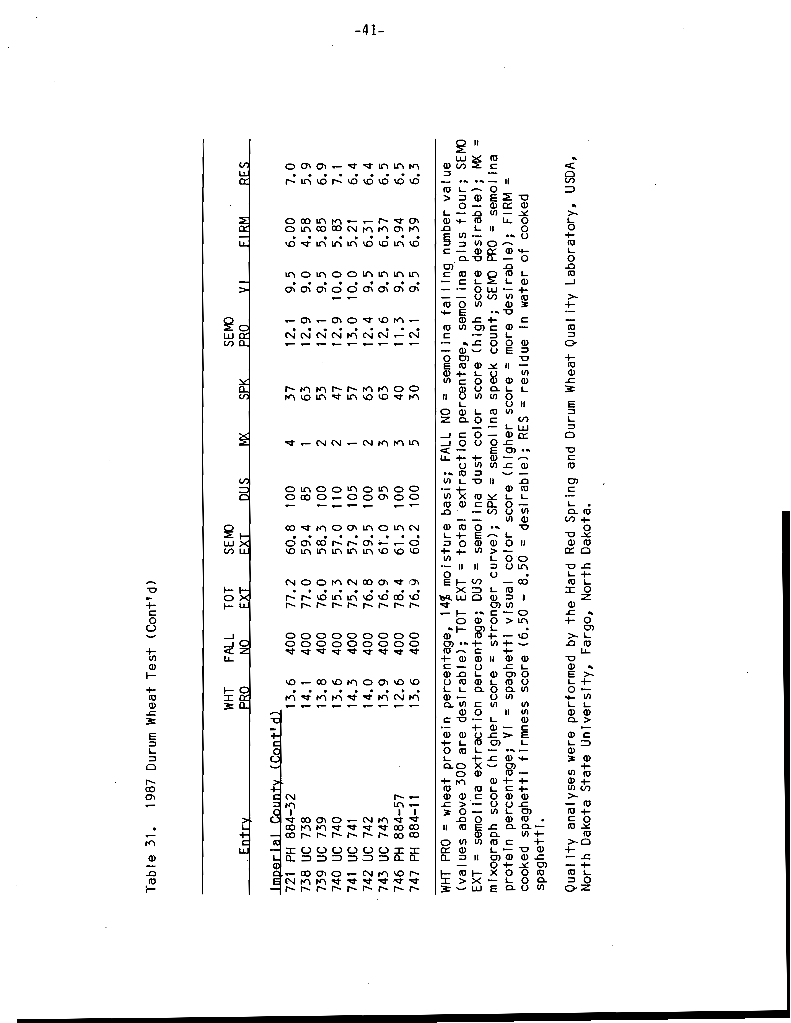 -41-
Table 31. 1987 Durum Wheat Test (Cont'd)
WHT FALL TOT SEMO SEMO
Entry PRO NO EXT EXT DUS MX SPK PRO VI FIRM RES
Imperial County (Cont'd)
721 PH 884-32 13.6 400 77.2 60.8 100 4 37 12.1 9.5 6.00 7.0
738 UC 738 14.1 400 77.0 59.4 85 1 63 12.9 9.0 4.58 5.9
739 UC 739 13.8 400 76.0 58.3 100 2 53 12.1 9.5 5.85 6.9
740 UC 740 13.6 400 75.3 57.0 110 2 47 12.9 10.0 5.83 7.1
741 UC 741 14.3 400 75.2 57.9 105 1 57 13.0 10.0 5.21 6.4
742 UC 742 14.0 400 76.8 59.5 100 2 63 12.4 9.5 6.31 6.4
743 UC 743 13.9 400 76.9 61.0 95 3 63 12.6 9.5 6.37 6.5
746 PH 884-57 12.6 400 78.4 61.5 100 3 40 11.3 9.5 5.94 6.5
747 PH 884-11 13.6 400 76.9 60.2 100 5 30 12.1 9.5 6.39 6.3
WHT PRO = wheat protein percentage, 14% moisture basis; FALL NO = semolina falling number value
(values above 300 are desirable); TOT EXT = total extraction percentage, semolina plus flour; SEMO
EXT = semolina extraction percentage; DUS = semolina dust color score (high score desirable); MX =
mixograph score (higher score = stronger curve); SPK = semolina speck count; SEMO PRO = semolina
protein percentage; VI = spaghetti visual color score (higher score = more desirable); FIRM =
cooked spaghetti firmness score (6.50 - 8.50 = desirable); RES = residue in water of cooked
spaghetti.
Quality analyses were performed by the Hard Red Spring and Durum Wheat Quality Laboratory, USDA,
North Dakota State University, Fargo, North Dakota.